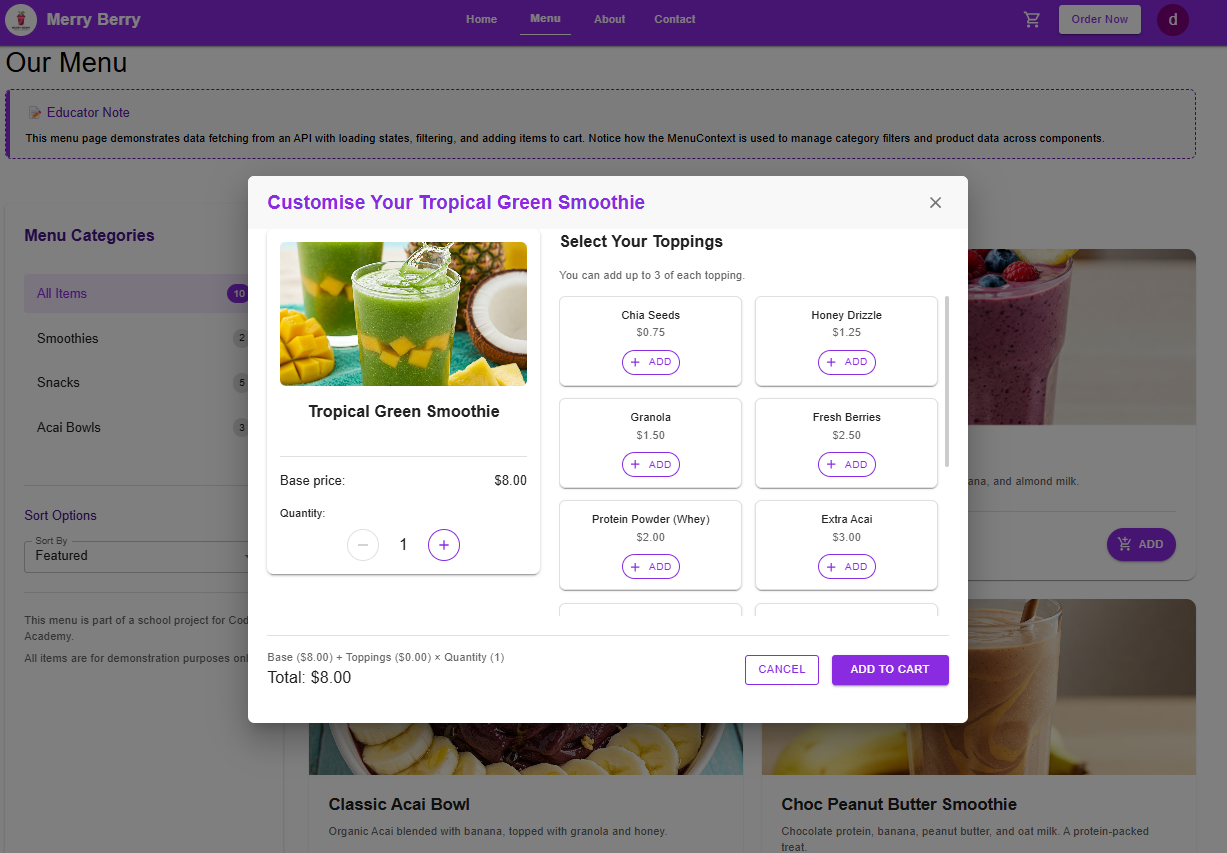 Merry Berry
Home
Menu
About
Contact
Order Now
d
Our Menu
Educator Note
This menu page demonstrates data fetching from an API with loading states, filtering, and adding items to cart. Notice how the MenuContext is used to manage category filters and product data across components.
Menu Categories
All Items
10
Smoothies
2
Snacks
5
Acai Bowls
3
Sort Options
Sort By
Featured
This menu is part of a school project for Cod
Academy.
All items are for demonstration purposes onl
Customise Your Tropical Green Smoothie
Tropical Green Smoothie
Base price:
$8.00
Quantity:
− 1 +
Select Your Toppings
You can add up to 3 of each topping.
Chia Seeds
$0.75
+ ADD
Honey Drizzle
$1.25
+ ADD
Granola
$1.50
+ ADD
Fresh Berries
$2.50
+ ADD
Protein Powder (Whey)
$2.00
+ ADD
Extra Acai
$3.00
+ ADD
Base ($8.00) + Toppings ($0.00) × Quantity (1)
Total: $8.00
CANCEL
ADD TO CART
ana, and almond milk.
ADD
Classic Acai Bowl
Organic Acai blended with banana, topped with granola and honey.
Choc Peanut Butter Smoothie
Chocolate protein, banana, peanut butter, and oat milk. A protein-packed
treat.